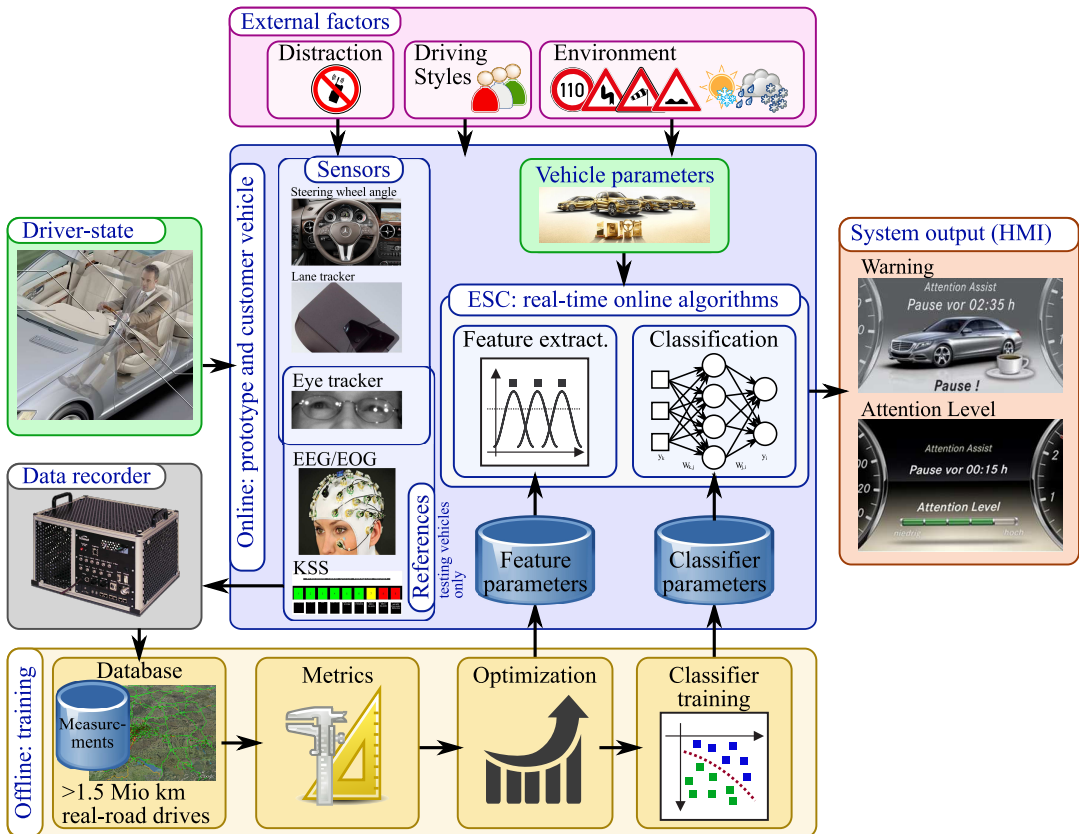 External factors
Distraction
Driving
Styles
Environment
110
Online: prototype and customer vehicle
Sensors
Steering wheel angle
Lane tracker
Eye tracker
EEG/EOG
KSS
References
testing vehicles
only
Vehicle parameters
Driver-state
Data recorder
ESC: real-time online algorithms
Feature extract.
Classification
Feature
parameters
Classifier
parameters
System output (HMI)
Warning
Attention Assist
Pause vor 02:35 h
Pause !
Attention Level
Attention Assist
Pause vor 00:15 h
Attention Level
niedrig
hoch
2
1
Offline: training
Database
Measure-
ments
>1.5 Mio km
real-road drives
Metrics
Optimization
Classifier
training